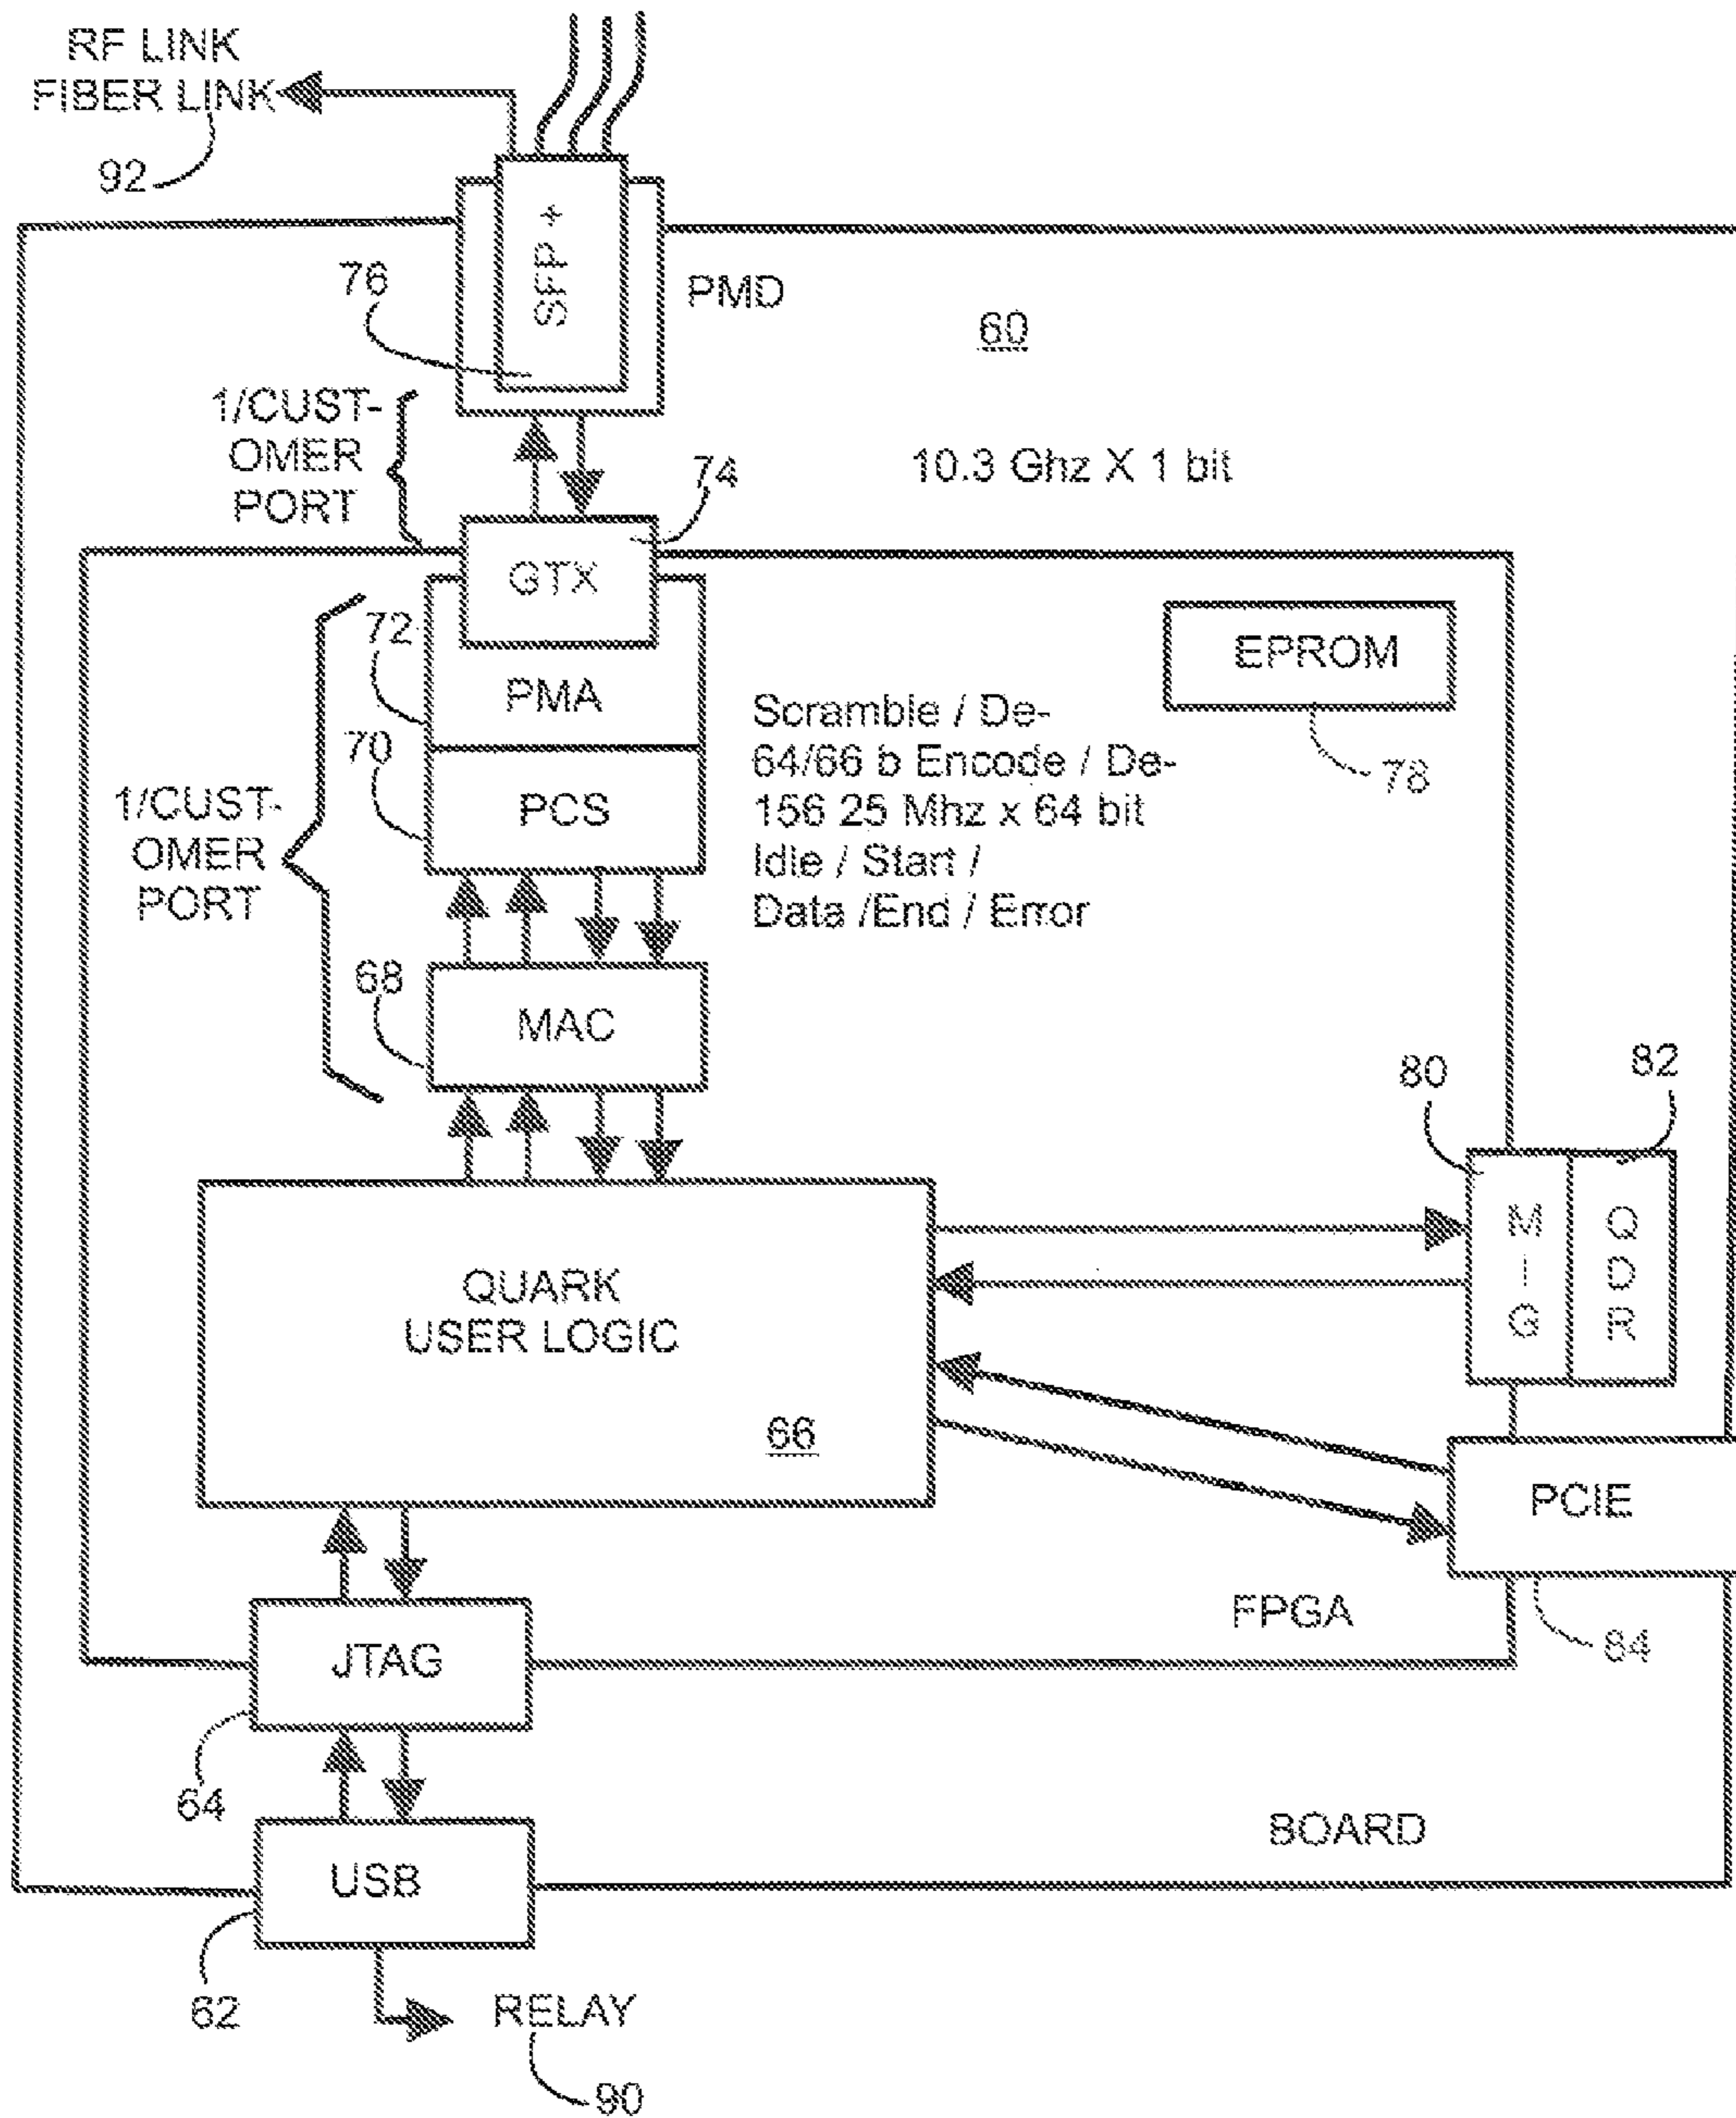 RF LINK
FIBER LINK
92
SFP +
76
PMD
60
1/CUST-
OMER
PORT
10.3 Ghz X 1 bit
74
GTX
72
EPROM
PMA
Scramble / De-
64/66 b Encode / De-
156 25 Mhz x 64 bit
Idle / Start /
Data /End / Error
78
70
PCS
1/CUST-
OMER
PORT
68
MAC
80
82
M
I
G
Q
D
R
QUARK
USER LOGIC
66
PCIE
84
FPGA
JTAG
64
BOARD
USB
62
RELAY
90